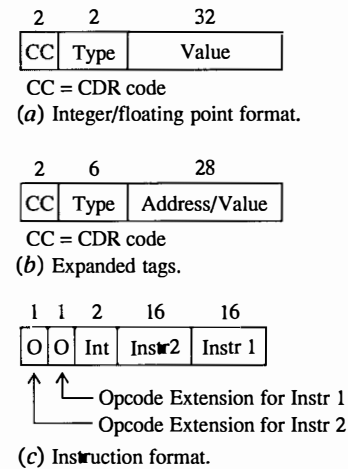 2 2 32
CC Type Value
CC = CDR code
(a) Integer/floating point format.
2 6 28
CC Type Address/Value
CC = CDR code
(b) Expanded tags.
1 1 2 16 16
O O Int Instr2 Instr 1
Opcode Extension for Instr 1
Opcode Extension for Instr 2
(c) Instruction format.